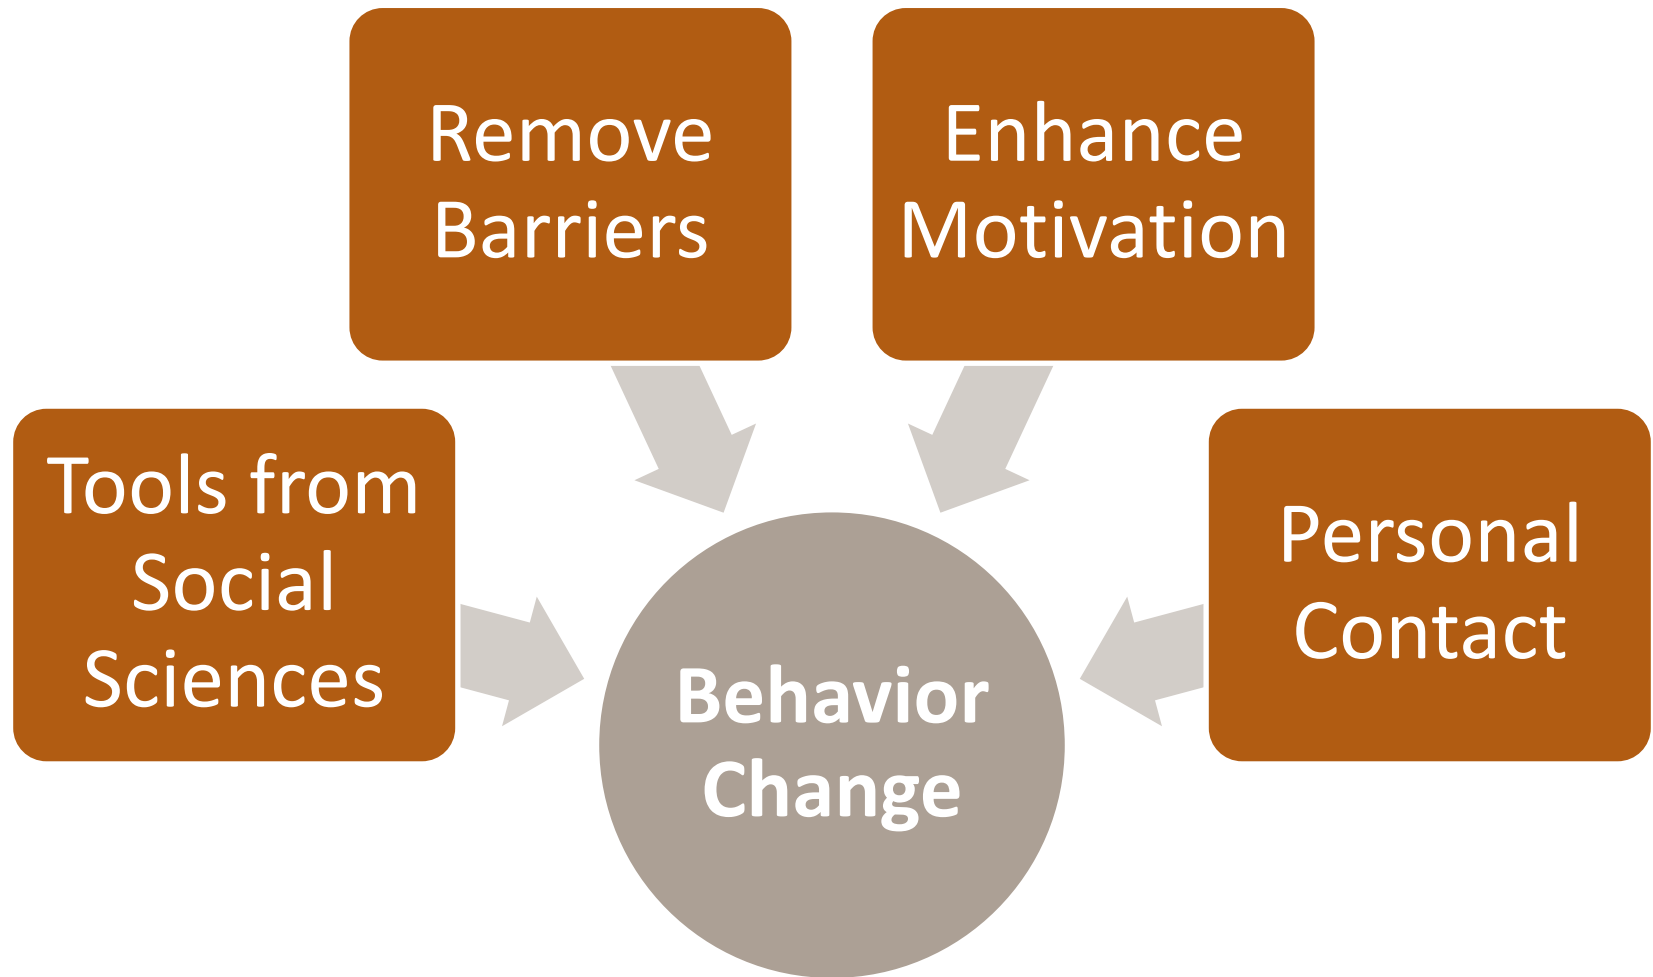 Remove
Barriers
Enhance
Motivation
Tools from
Social
Sciences
Personal
Contact
Behavior
Change